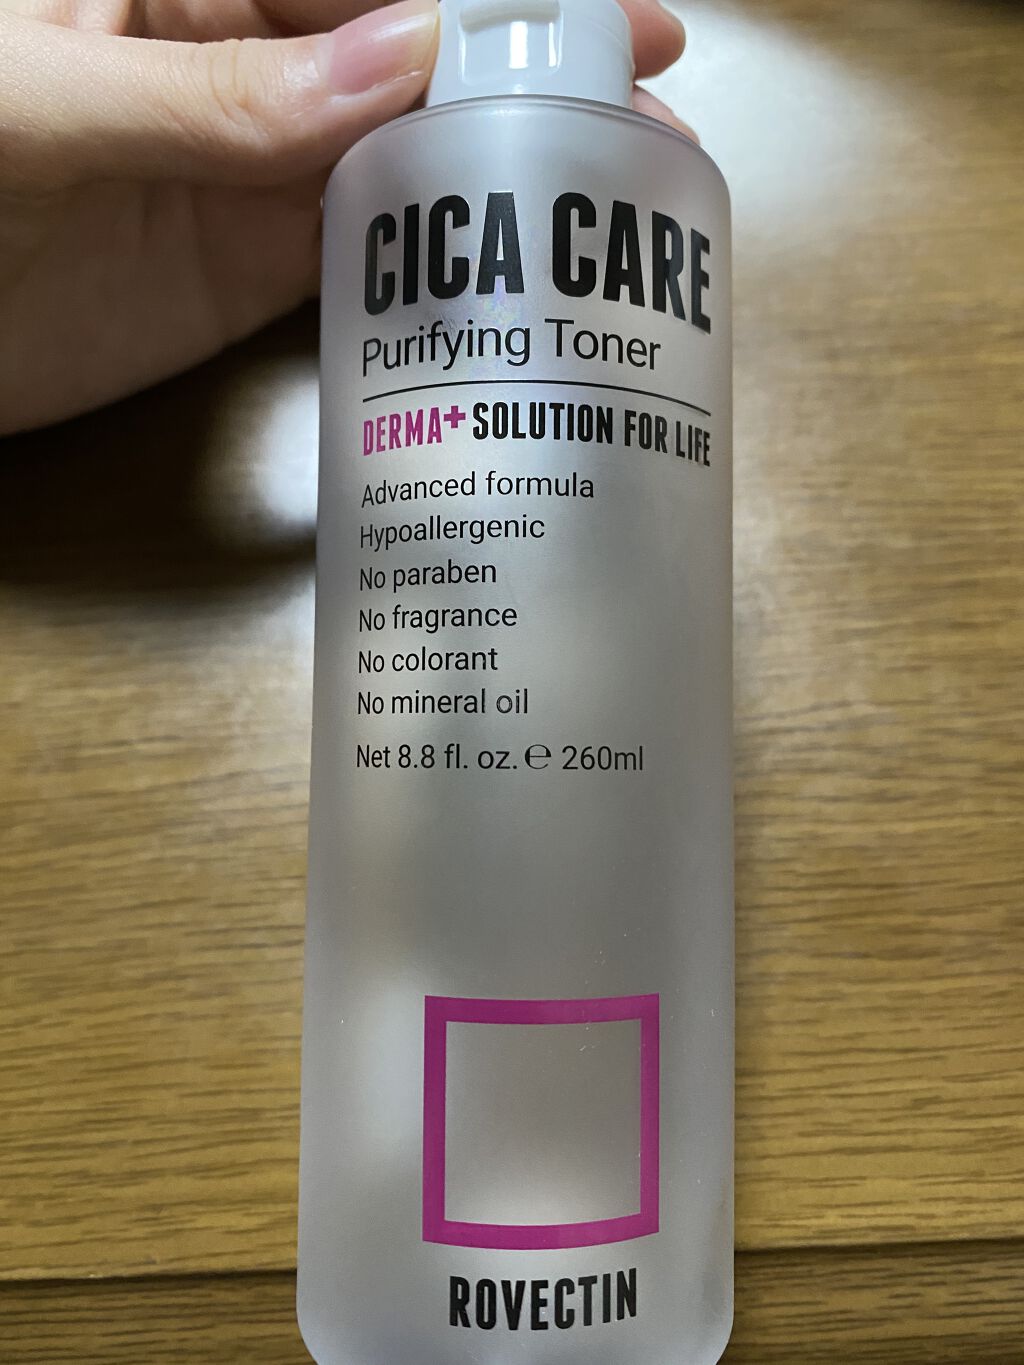 CICA CARE
Purifying Toner
DERMA+ SOLUTION FOR LIFE
Advanced formula
Hypoallergenic
No paraben
No fragrance
No colorant
No mineral oil
Net 8.8 fl. oz. ℮ 260ml
ROVECTIN